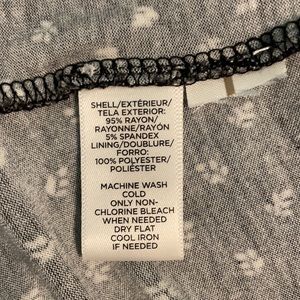 SHELL/EXTÉRIEUR/
TELA EXTERIOR:
95% RAYON/
RAYONNE/RAYÓN
5% SPANDEX
LINING/DOUBLURE/
FORRO:
100% POLYESTER/
POLIÉSTER
MACHINE WASH
COLD
ONLY NON-
CHLORINE BLEACH
WHEN NEEDED
DRY FLAT
COOL IRON
IF NEEDED